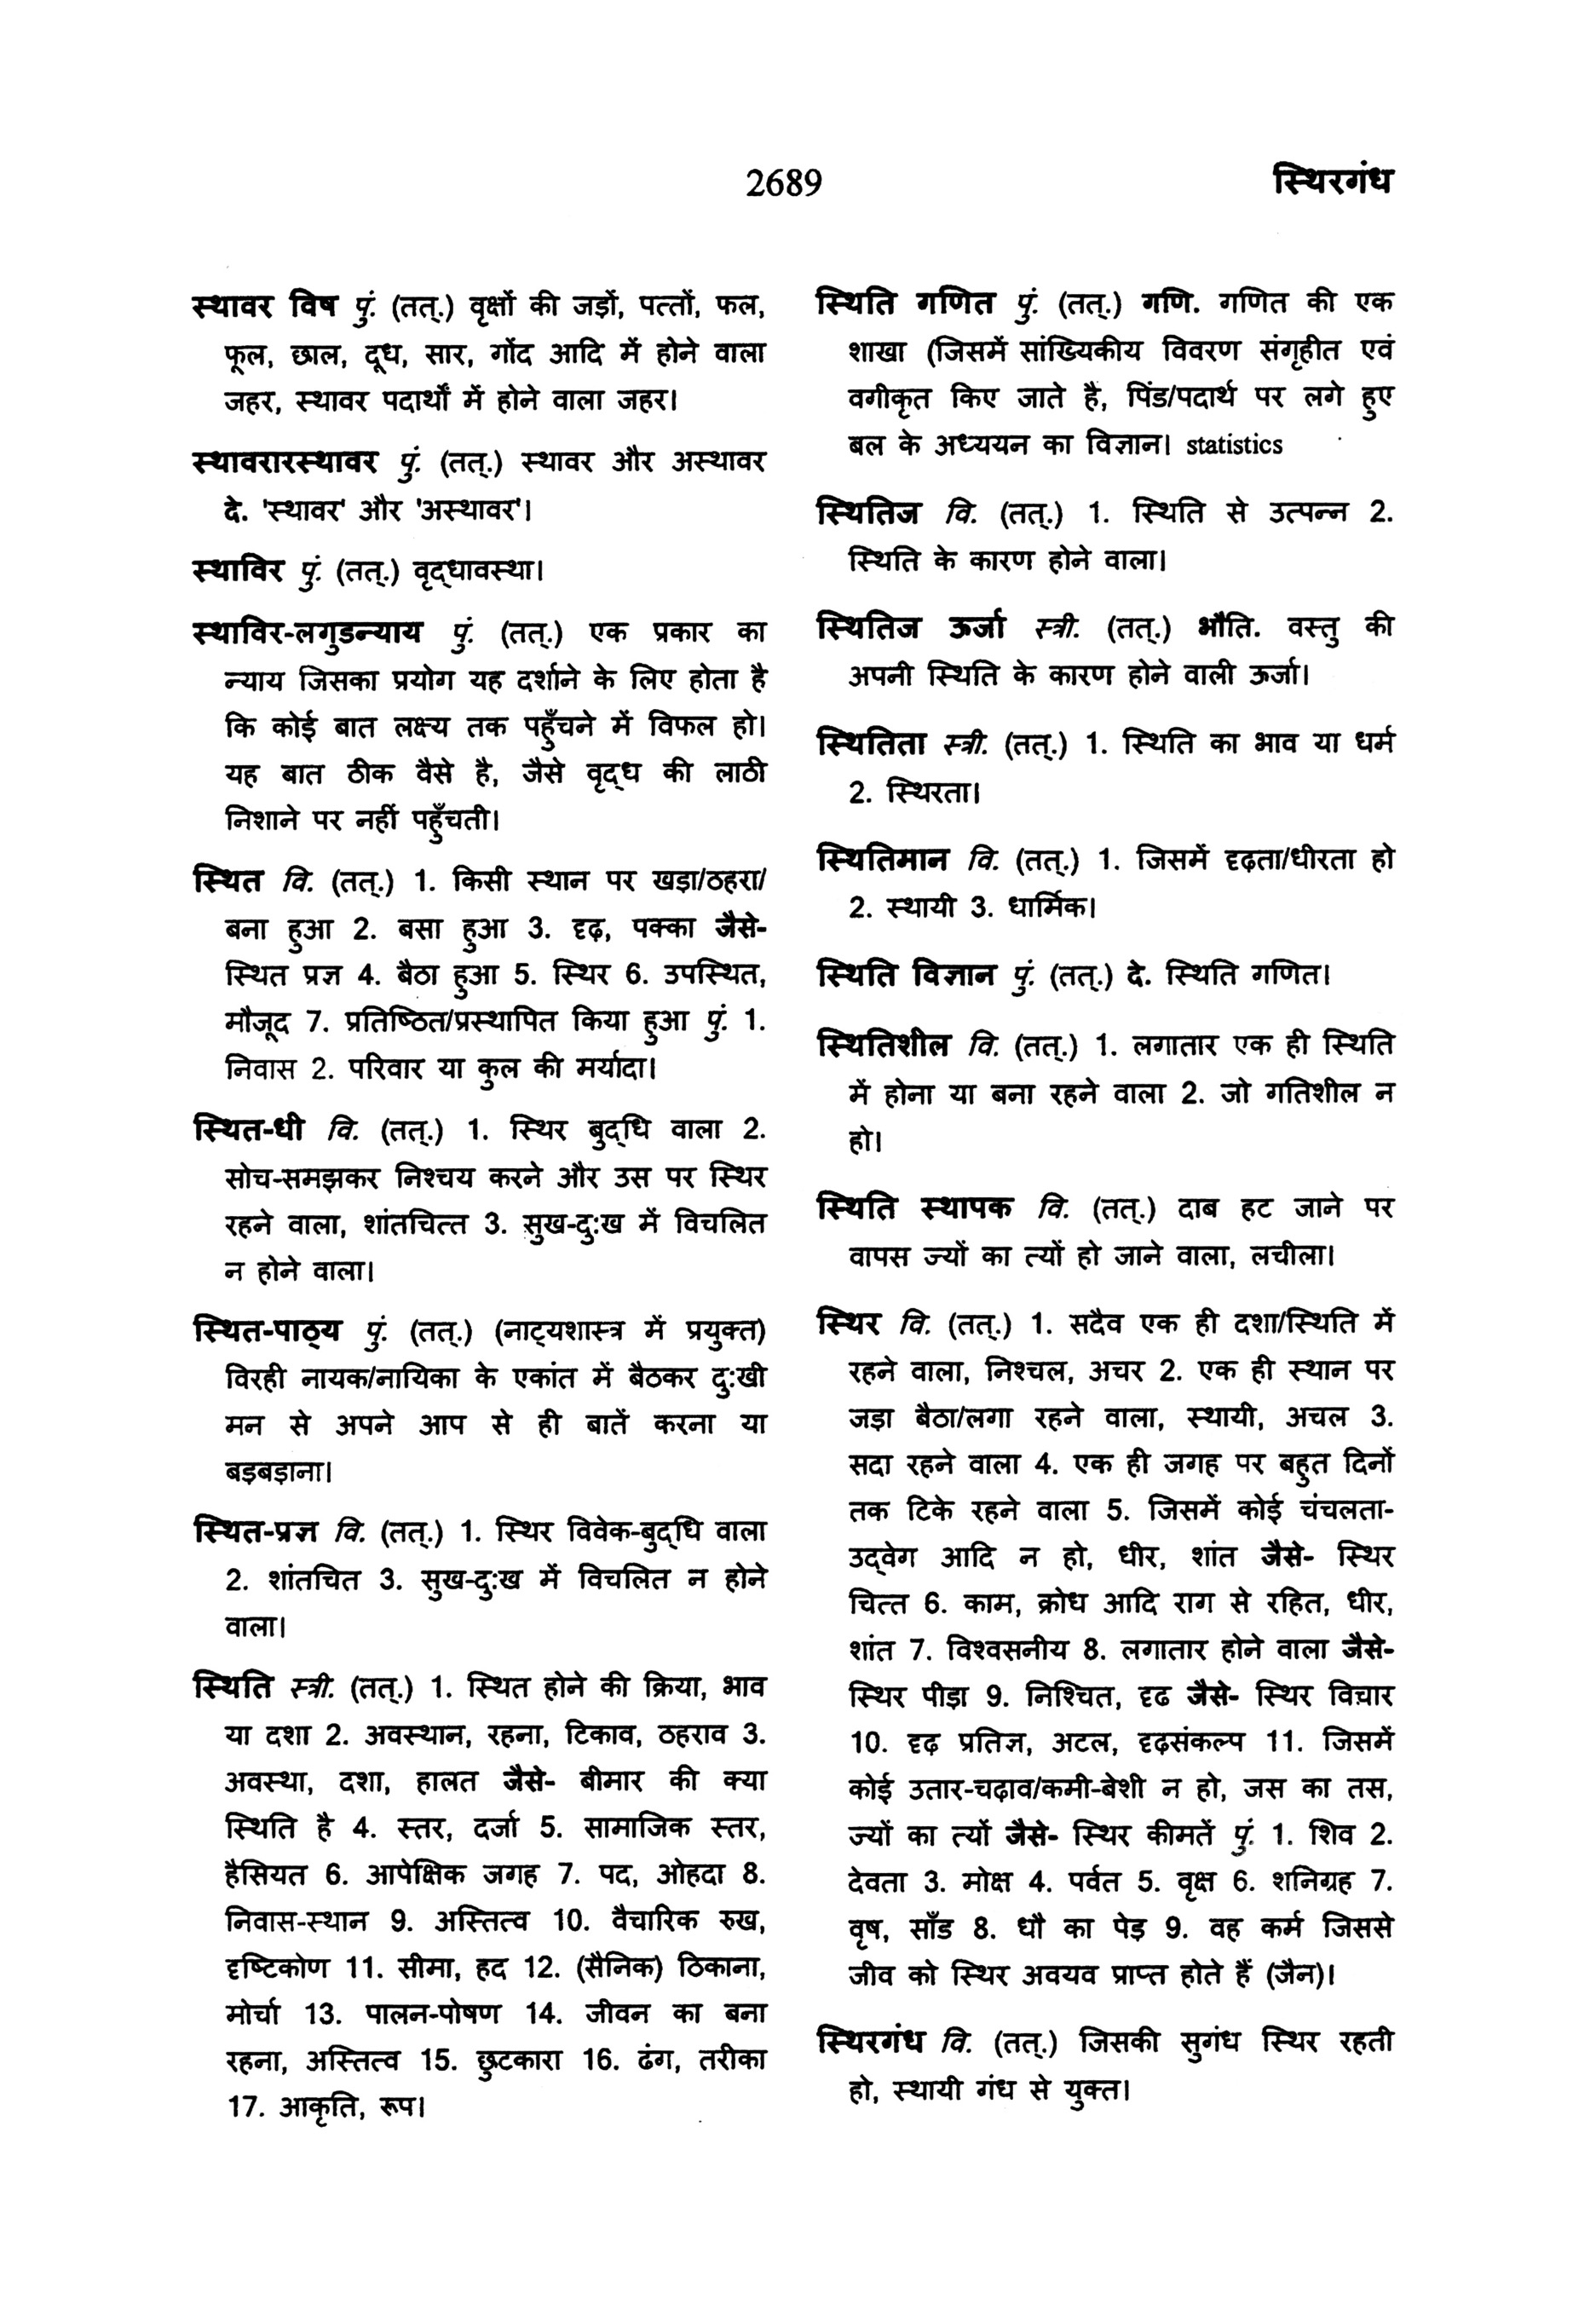 2689
स्थिरगंध
स्थावर विष पुं. (तत्.) वृक्षों की जड़ों, पत्तों, फल,
फूल, छाल, दूध, सार, गोंद आदि में होने वाला
जहर, स्थावर पदार्थों में होने वाला जहर।
स्थावरारस्थावर पुं. (तत्.) स्थावर और अस्थावर
दे. 'स्थावर' और 'अस्थावर'।
स्थाविर पुं. (तत्.) वृद्धावस्था।
स्थाविर-लगुडन्याय पुं. (तत्.) एक प्रकार का
न्याय जिसका प्रयोग यह दर्शाने के लिए होता है
कि कोई बात लक्ष्य तक पहुँचने में विफल हो।
यह बात ठीक वैसे है, जैसे वृद्ध की लाठी
निशाने पर नहीं पहुँचती।
स्थित वि. (तत्.) 1. किसी स्थान पर खड़ा/ठहरा/
बना हुआ 2. बसा हुआ 3. दृढ़, पक्का जैसे-
स्थित प्रज्ञ 4. बैठा हुआ 5. स्थिर 6. उपस्थित,
मौजूद 7. प्रतिष्ठित/प्रस्थापित किया हुआ पुं. 1.
निवास 2. परिवार या कुल की मर्यादा।
स्थित-धी वि. (तत्.) 1. स्थिर बुद्धि वाला 2.
सोच-समझकर निश्चय करने और उस पर स्थिर
रहने वाला, शांतचित्त 3. सुख-दुःख में विचलित
न होने वाला।
स्थित-पाठ्य पुं. (तत्.) (नाट्यशास्त्र में प्रयुक्त)
विरही नायक/नायिका के एकांत में बैठकर दुःखी
मन से अपने आप से ही बातें करना या
बड़बड़ाना।
स्थित-प्रज्ञ वि. (तत्.) 1. स्थिर विवेक-बुद्धि वाला
2. शांतचित 3. सुख-दुःख में विचलित न होने
वाला।
स्थिति स्त्री. (तत्.) 1. स्थित होने की क्रिया, भाव
या दशा 2. अवस्थान, रहना, टिकाव, ठहराव 3.
अवस्था, दशा, हालत जैसे- बीमार की क्या
स्थिति है 4. स्तर, दर्जा 5. सामाजिक स्तर,
हैसियत 6. आपेक्षिक जगह 7. पद, ओहदा 8.
निवास-स्थान 9. अस्तित्व 10. वैचारिक रुख,
दृष्टिकोण 11. सीमा, हद 12. (सैनिक) ठिकाना,
मोर्चा 13. पालन-पोषण 14. जीवन का बना
रहना, अस्तित्व 15. छुटकारा 16. ढंग, तरीका
17. आकृति, रूप।
स्थिति गणित पुं. (तत्.) गणि. गणित की एक
शाखा (जिसमें सांख्यिकीय विवरण संगृहीत एवं
वगीकृत किए जाते है, पिंड/पदार्थ पर लगे हुए
बल के अध्ययन का विज्ञान। statistics
स्थितिज वि. (तत्.) 1. स्थिति से उत्पन्न 2.
स्थिति के कारण होने वाला।
स्थितिज ऊर्जा स्त्री. (तत्.) भौति. वस्तु की
अपनी स्थिति के कारण होने वाली ऊर्जा।
स्थितिता स्त्री. (तत्.) 1. स्थिति का भाव या धर्म
2. स्थिरता।
स्थितिमान वि. (तत्.) 1. जिसमें दृढ़ता/धीरता हो
2. स्थायी 3. धार्मिक।
स्थिति विज्ञान पुं. (तत्.) दे. स्थिति गणित।
स्थितिशील वि. (तत्.) 1. लगातार एक ही स्थिति
में होना या बना रहने वाला 2. जो गतिशील न
हो।
स्थिति स्थापक वि. (तत्.) दाब हट जाने पर
वापस ज्यों का त्यों हो जाने वाला, लचीला।
स्थिर वि. (तत्.) 1. सदैव एक ही दशा/स्थिति में
रहने वाला, निश्चल, अचर 2. एक ही स्थान पर
जड़ा बैठा/लगा रहने वाला, स्थायी, अचल 3.
सदा रहने वाला 4. एक ही जगह पर बहुत दिनों
तक टिके रहने वाला 5. जिसमें कोई चंचलता-
उद्वेग आदि न हो, धीर, शांत जैसे- स्थिर
चित्त 6. काम, क्रोध आदि राग से रहित, धीर,
शांत 7. विश्वसनीय 8. लगातार होने वाला जैसे-
स्थिर पीड़ा 9. निश्चित, दृढ जैसे- स्थिर विचार
10. दृढ़ प्रतिज्ञ, अटल, दृढ़संकल्प 11. जिसमें
कोई उतार-चढ़ाव/कमी-बेशी न हो, जस का तस,
ज्यों का त्यों जैसे- स्थिर कीमतें पुं. 1. शिव 2.
देवता 3. मोक्ष 4. पर्वत 5. वृक्ष 6. शनिग्रह 7.
वृष, साँड 8. धौ का पेड़ 9. वह कर्म जिससे
जीव को स्थिर अवयव प्राप्त होते हैं (जैन)।
स्थिरगंध वि. (तत्.) जिसकी सुगंध स्थिर रहती
हो, स्थायी गंध से युक्त।